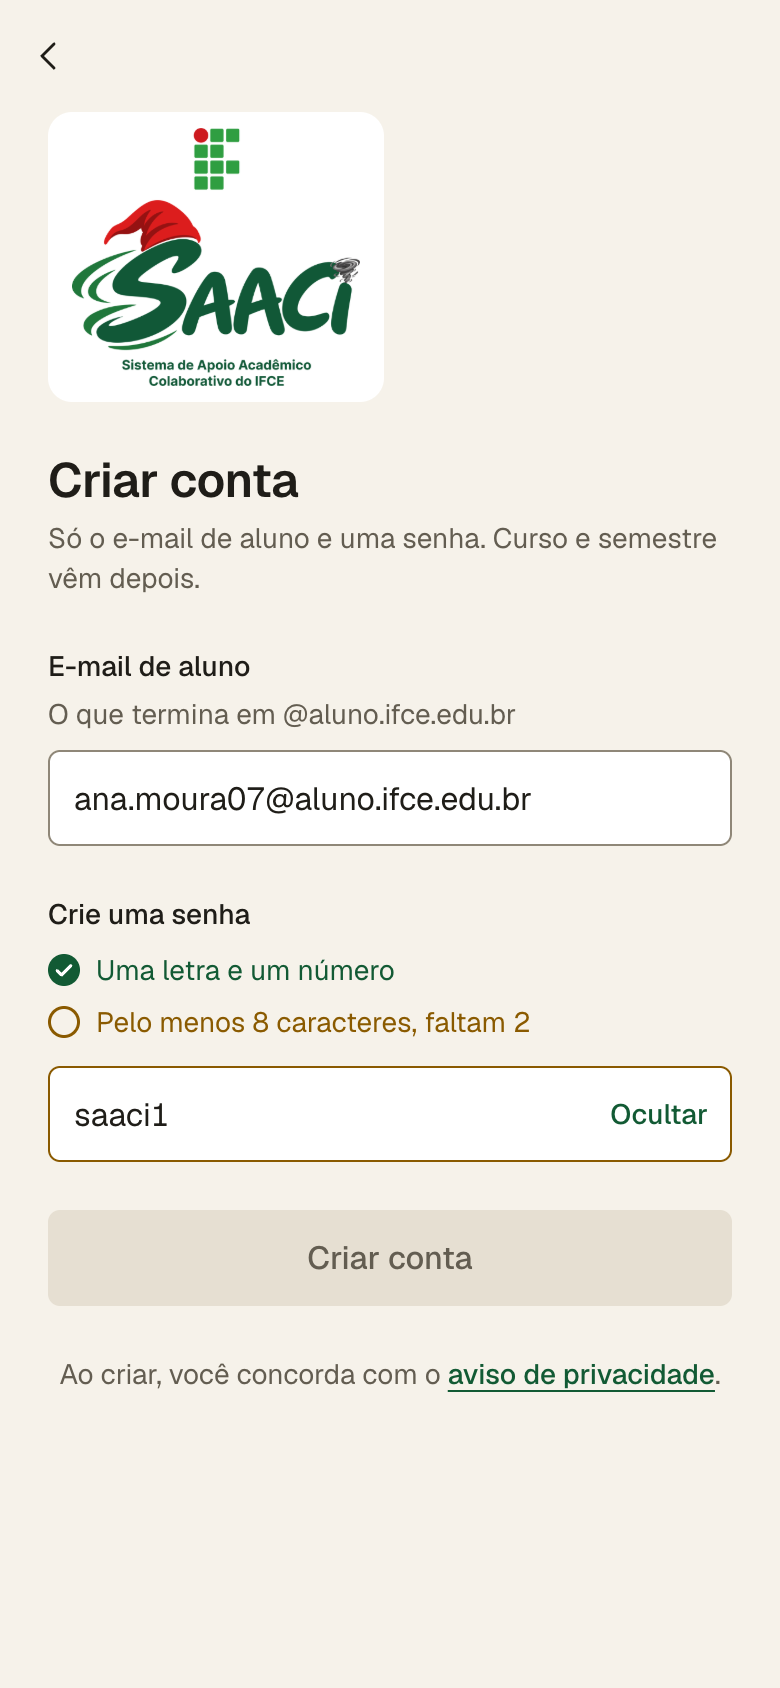 SAACI
Sistema de Apoio Acadêmico
Colaborativo do IFCE
Criar conta
Só o e-mail de aluno e uma senha. Curso e semestre
vêm depois.
E-mail de aluno
O que termina em @aluno.ifce.edu.br
ana.moura07@aluno.ifce.edu.br
Crie uma senha
Uma letra e um número
Pelo menos 8 caracteres, faltam 2
saaci1 Ocultar
Criar conta
Ao criar, você concorda com o aviso de privacidade.